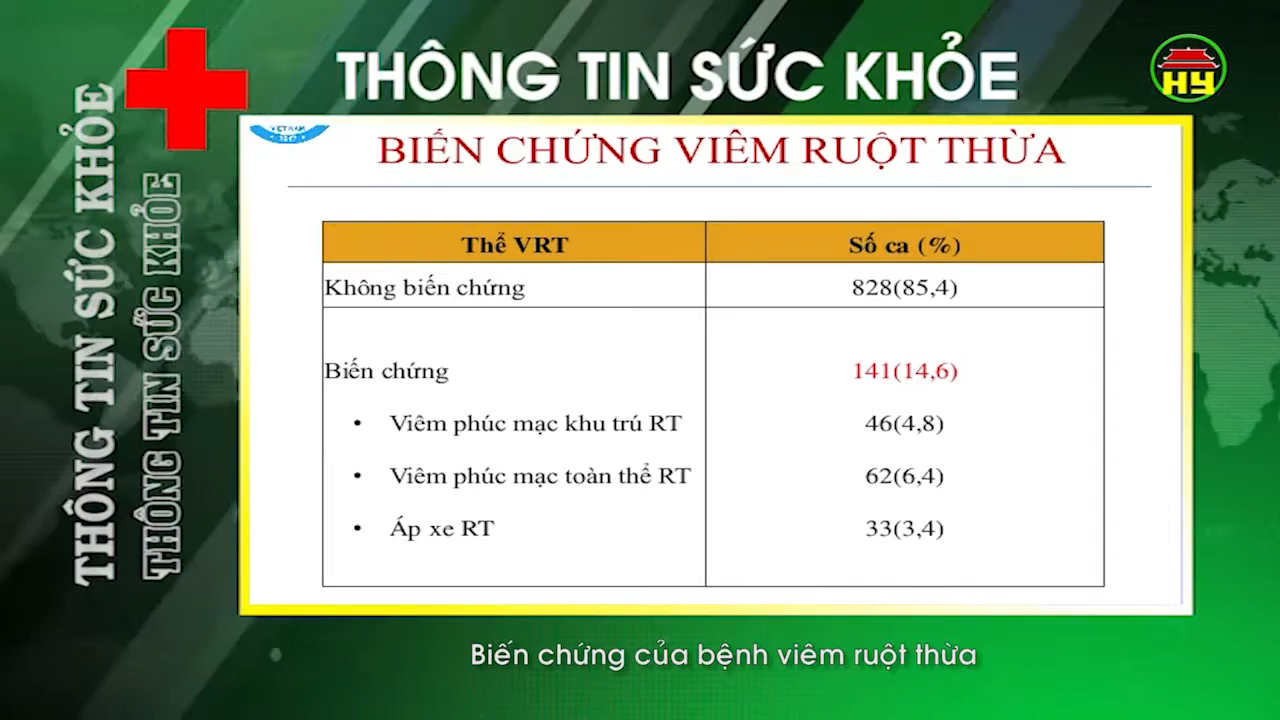 THÔNG TIN SỨC KHỎE
HY
THÔNG TIN SỨC KHỎE
THÔNG TIN SỨC KHỎE
VIỆT NAM
BIẾN CHỨNG VIÊM RUỘT THỪA
Thể VRT Số ca (%)
Không biến chứng 828(85,4)
Biến chứng 141(14,6)
• Viêm phúc mạc khu trú RT 46(4,8)
• Viêm phúc mạc toàn thể RT 62(6,4)
• Áp xe RT 33(3,4)
Biến chứng của bệnh viêm ruột thừa